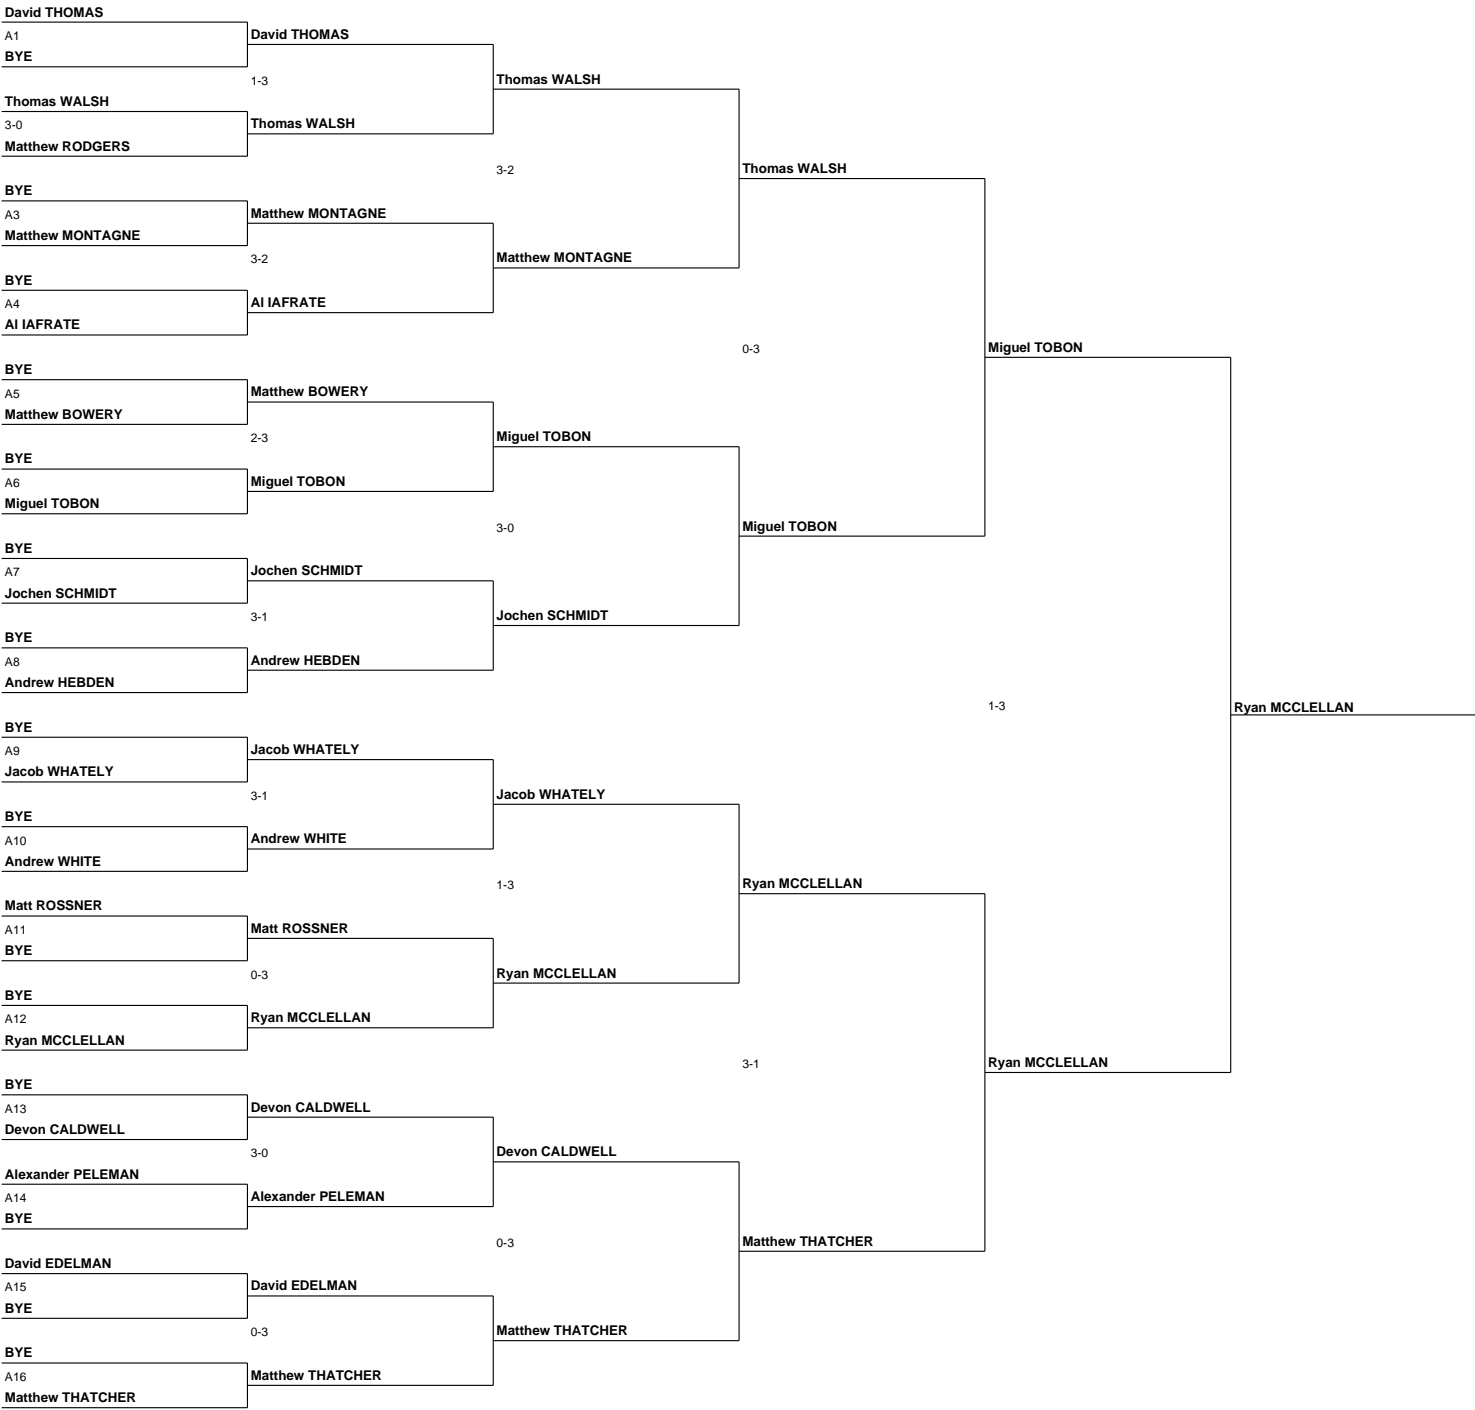 David THOMAS
A1
BYE
David THOMAS
1-3
Thomas WALSH
3-0
Matthew RODGERS
Thomas WALSH
Thomas WALSH
3-2
BYE
A3
Matthew MONTAGNE
Matthew MONTAGNE
3-2
BYE
A4
Al IAFRATE
Al IAFRATE
Matthew MONTAGNE
Thomas WALSH
0-3
BYE
A5
Matthew BOWERY
Matthew BOWERY
2-3
BYE
A6
Miguel TOBON
Miguel TOBON
Miguel TOBON
3-0
BYE
A7
Jochen SCHMIDT
Jochen SCHMIDT
3-1
BYE
A8
Andrew HEBDEN
Andrew HEBDEN
Jochen SCHMIDT
Miguel TOBON
Miguel TOBON
1-3
Ryan MCCLELLAN
BYE
A9
Jacob WHATELY
Jacob WHATELY
3-1
BYE
A10
Andrew WHITE
Andrew WHITE
Jacob WHATELY
1-3
Matt ROSSNER
A11
BYE
Matt ROSSNER
0-3
BYE
A12
Ryan MCCLELLAN
Ryan MCCLELLAN
Ryan MCCLELLAN
Ryan MCCLELLAN
3-1
Ryan MCCLELLAN
BYE
A13
Devon CALDWELL
Devon CALDWELL
3-0
Alexander PELEMAN
A14
BYE
Alexander PELEMAN
Devon CALDWELL
0-3
David EDELMAN
A15
BYE
David EDELMAN
0-3
BYE
A16
Matthew THATCHER
Matthew THATCHER
Matthew THATCHER
Matthew THATCHER